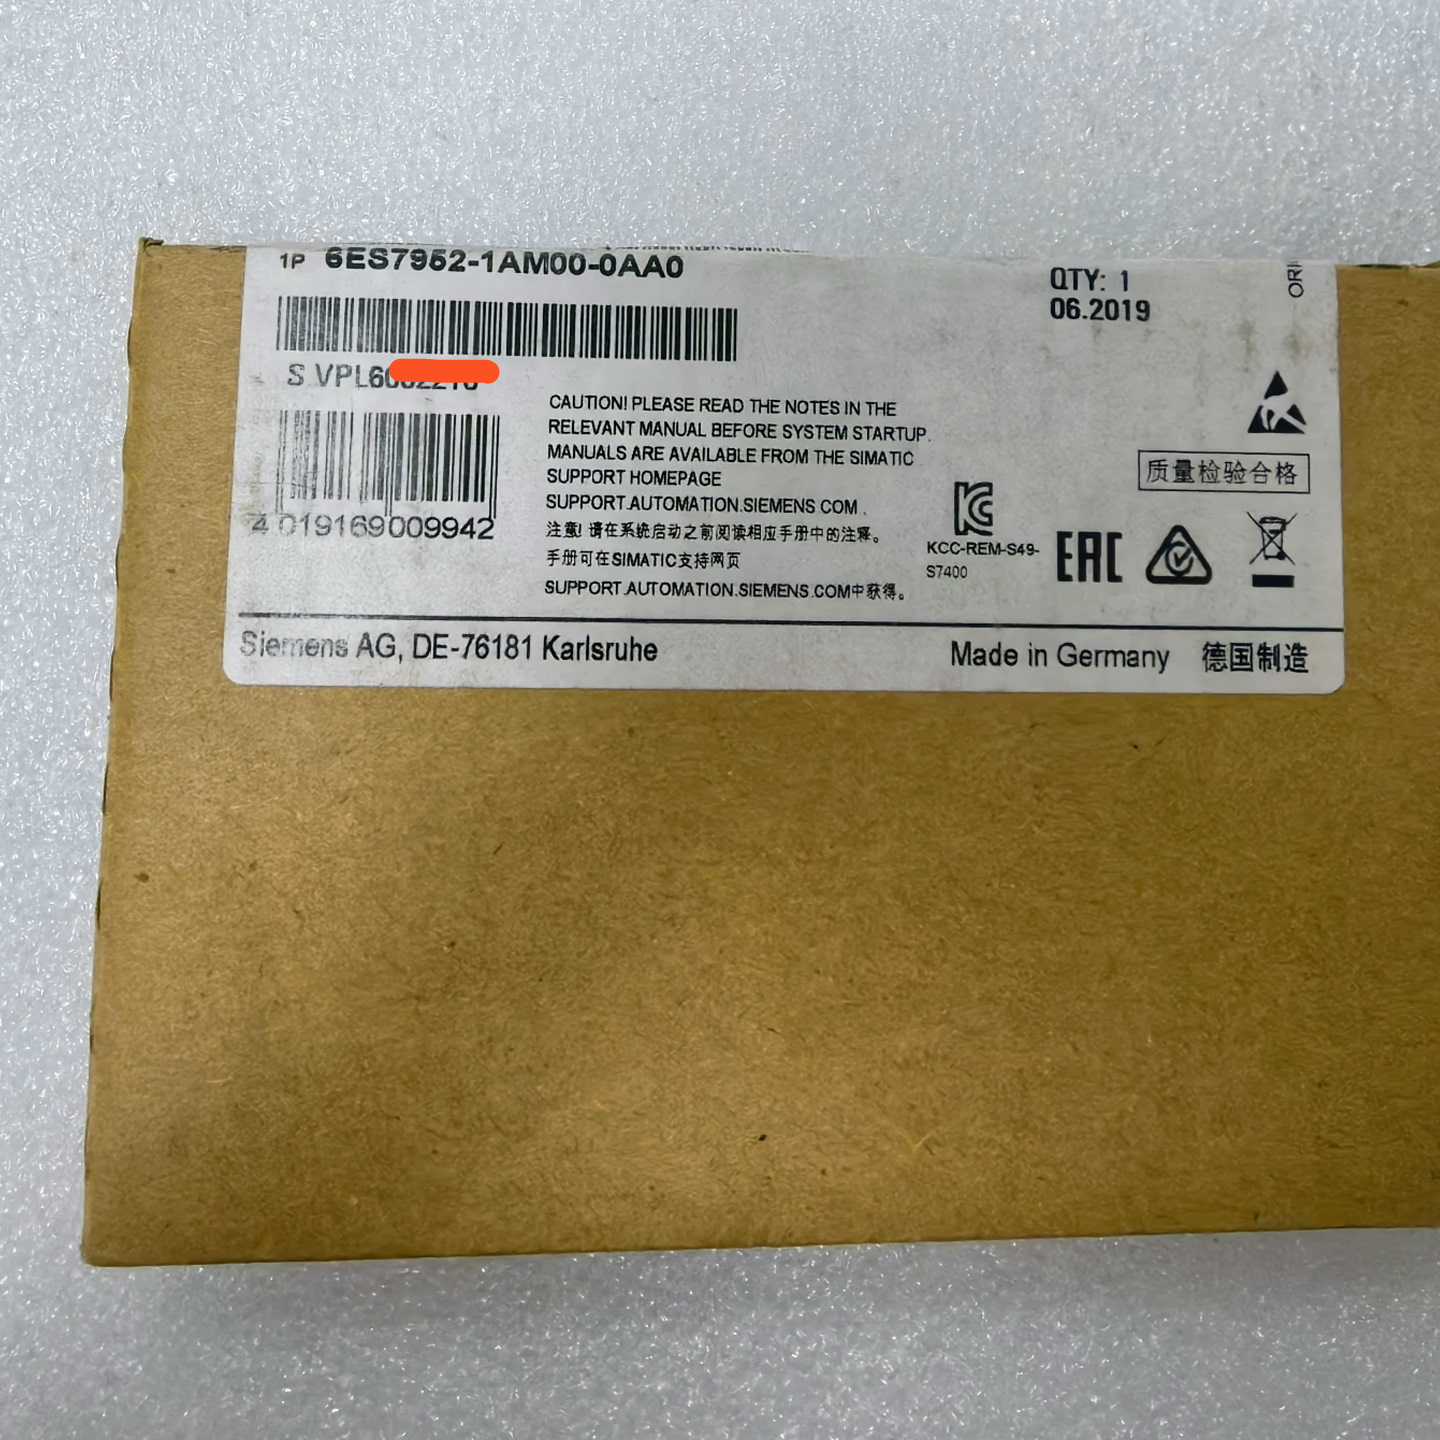 1P 6ES7952-1AM00-0AA0
QTY: 1
06.2019
S VPL60
4 019169 009942
CAUTION! PLEASE READ THE NOTES IN THE
RELEVANT MANUAL BEFORE SYSTEM STARTUP.
MANUALS ARE AVAILABLE FROM THE SIMATIC
SUPPORT HOMEPAGE
SUPPORT.AUTOMATION.SIEMENS.COM .
注意! 请在系统启动之前阅读相应手册中的注释。
手册可在SIMATIC支持网页
SUPPORT.AUTOMATION.SIEMENS.COM中获得。
质量检验合格
KCC-REM-S49-
S7400
EAC
Siemens AG, DE-76181 Karlsruhe
Made in Germany 德国制造